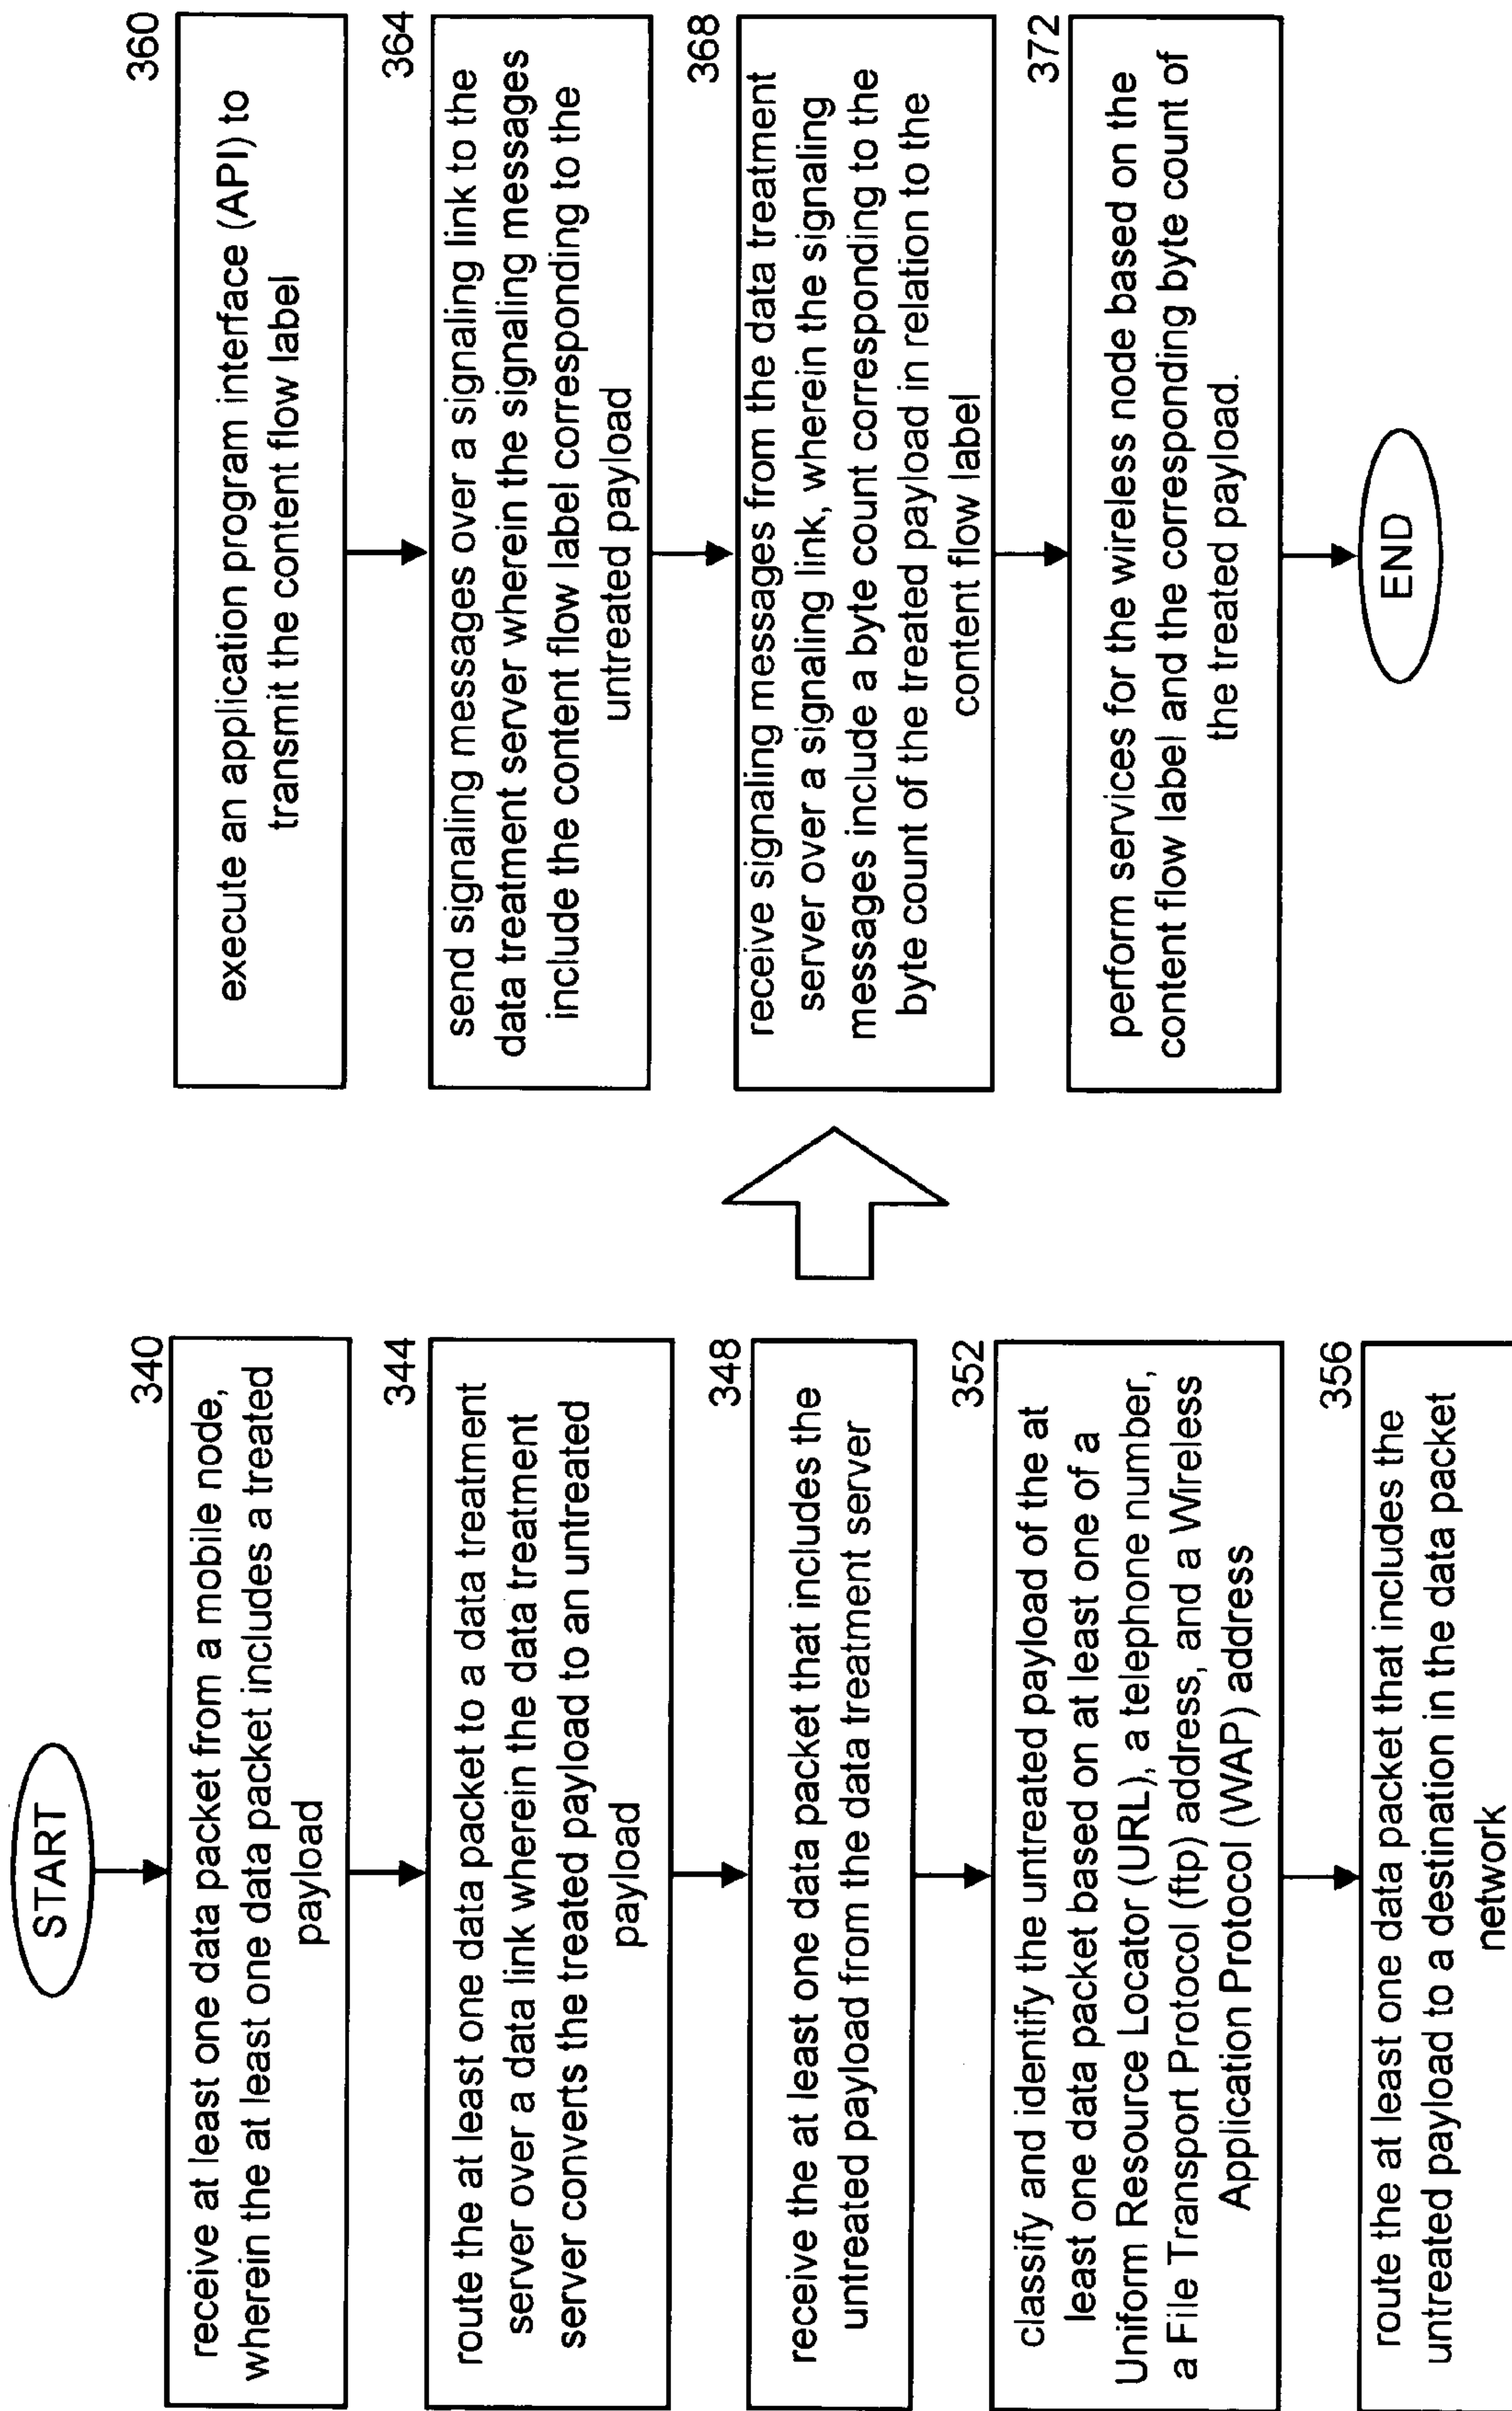 START
340
receive at least one data packet from a mobile node,
wherein the at least one data packet includes a treated
payload
344
route the at least one data packet to a data treatment
server over a data link wherein the data treatment
server converts the treated payload to an untreated
payload
348
receive the at least one data packet that includes the
untreated payload from the data treatment server
352
classify and identify the untreated payload of the at
least one data packet based on at least one of a
Uniform Resource Locator (URL), a telephone number,
a File Transport Protocol (ftp) address, and a Wireless
Application Protocol (WAP) address
356
route the at least one data packet that includes the
untreated payload to a destination in the data packet
network
360
execute an application program interface (API) to
transmit the content flow label
364
send signaling messages over a signaling link to the
data treatment server wherein the signaling messages
include the content flow label corresponding to the
untreated payload
368
receive signaling messages from the data treatment
server over a signaling link, wherein the signaling
messages include a byte count corresponding to the
byte count of the treated payload in relation to the
content flow label
372
perform services for the wireless node based on the
content flow label and the corresponding byte count of
the treated payload.
END